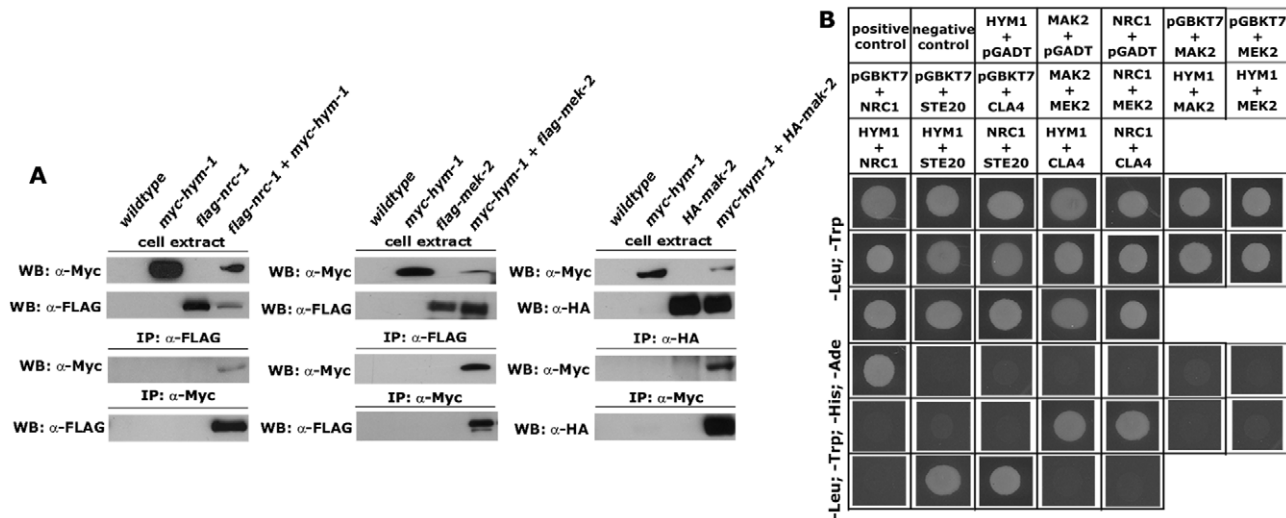 A
wildtype
myc-hym-1
flag-nrc-1
flag-nrc-1 + myc-hym-1
cell extract
WB: α-Myc
WB: α-FLAG
IP: α-FLAG
WB: α-Myc
IP: α-Myc
WB: α-FLAG
wildtype
myc-hym-1
flag-mek-2
myc-hym-1 + flag-mek-2
cell extract
WB: α-Myc
WB: α-FLAG
IP: α-FLAG
WB: α-Myc
IP: α-Myc
WB: α-FLAG
wildtype
myc-hym-1
HA-mak-2
myc-hym-1 + HA-mak-2
cell extract
WB: α-Myc
WB: α-HA
IP: α-HA
WB: α-Myc
IP: α-Myc
WB: α-HA
B
positive
control
negative
control
HYM1
+
pGADT
MAK2
+
pGADT
NRC1
+
pGADT
pGBKT7
+
MAK2
pGBKT7
+
MEK2
pGBKT7
+
NRC1
pGBKT7
+
STE20
pGBKT7
+
CLA4
MAK2
+
MEK2
NRC1
+
MEK2
HYM1
+
MAK2
HYM1
+
MEK2
HYM1
+
NRC1
HYM1
+
STE20
NRC1
+
STE20
HYM1
+
CLA4
NRC1
+
CLA4
-Leu; -Trp
-Leu; -Trp; -His; -Ade